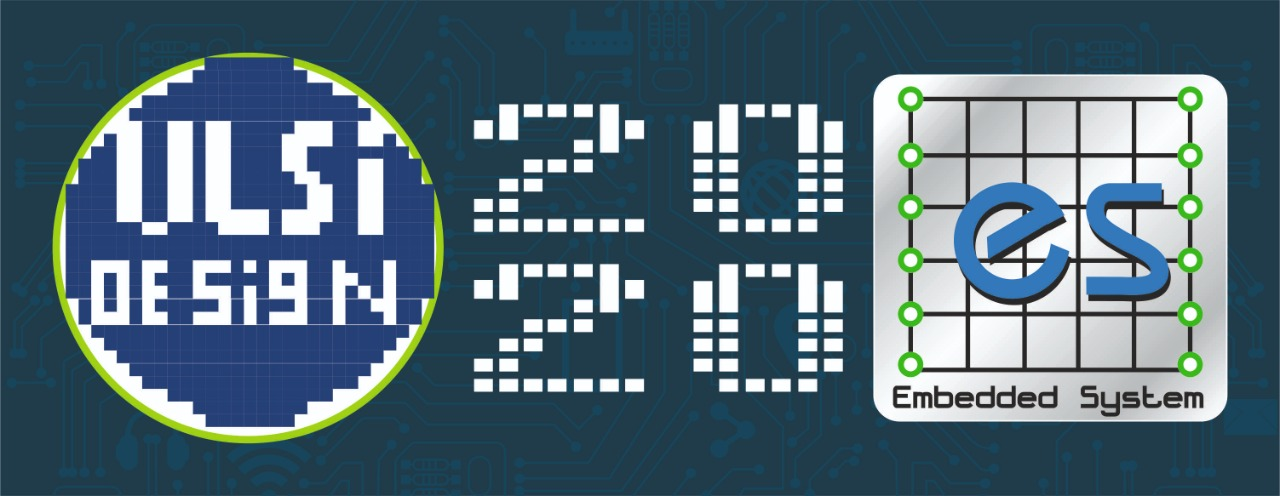 VLSi
DESigN
20
20
es
Embedded System